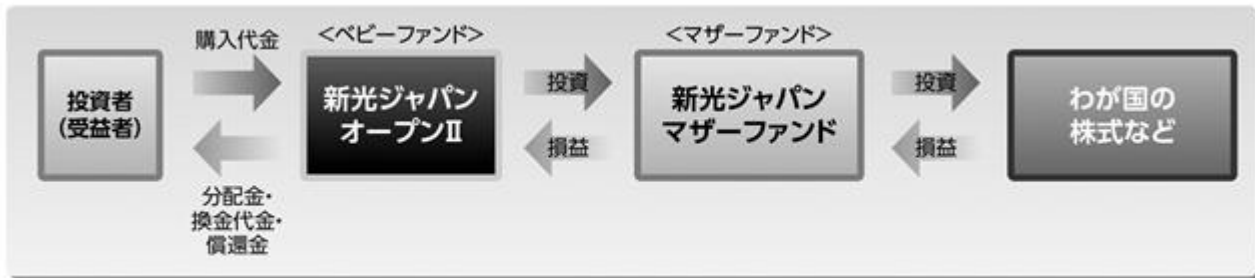 購入代金
<ベビーファンド>
<マザーファンド>
投資者
(受益者)
新光ジャパン
オープンⅡ
投資
損益
新光ジャパン
マザーファンド
投資
損益
わが国の
株式など
分配金・
換金代金・
償還金